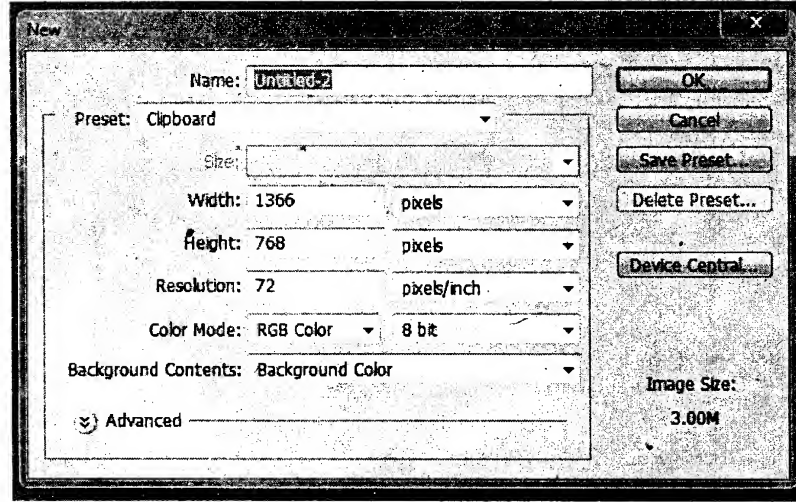 New
x
Name: Untitled-2
OK
Preset: Clipboard
Cancel
Size:
Save Preset...
Width: 1366 pixels
Delete Preset...
Height: 768 pixels
Device Central...
Resolution: 72 pixels/inch
Color Mode: RGB Color 8 bit
Background Contents: Background Color
Image Size:
Advanced
3.00M